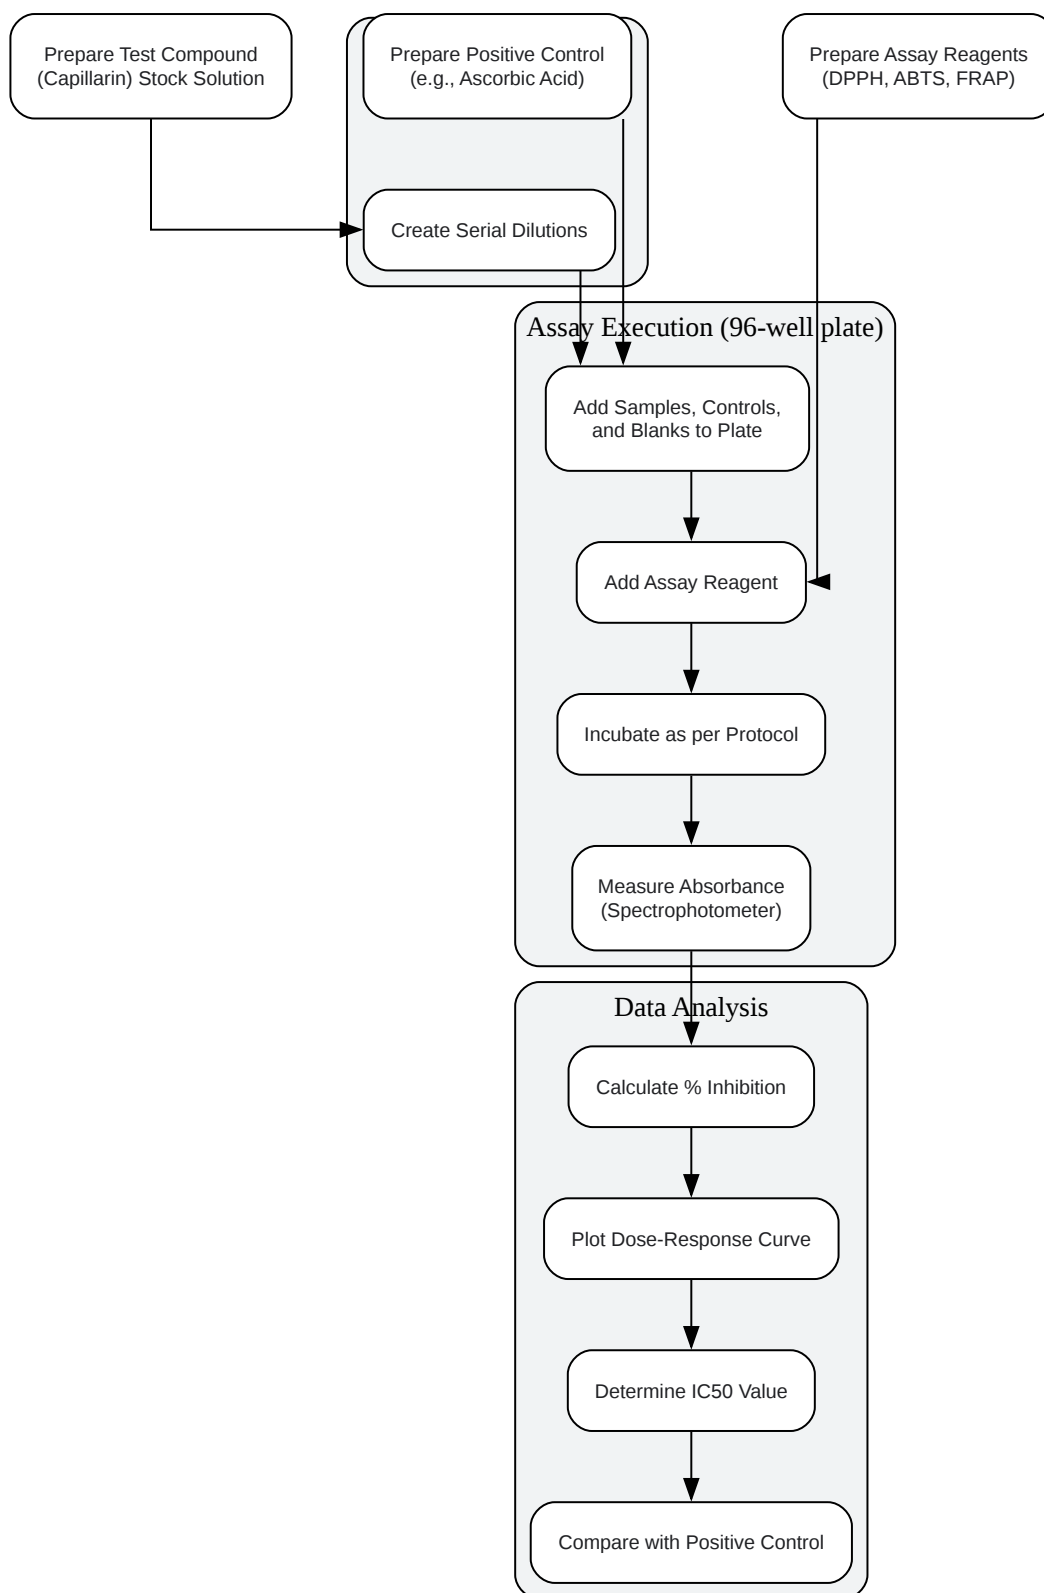 Prepare Test Compound
(Capillarin) Stock Solution
Prepare Positive Control
(e.g., Ascorbic Acid)
Prepare Assay Reagents
(DPPH, ABTS, FRAP)
Create Serial Dilutions
Assay Execution (96-well plate)
Add Samples, Controls,
and Blanks to Plate
Add Assay Reagent
Incubate as per Protocol
Measure Absorbance
(Spectrophotometer)
Data Analysis
Calculate % Inhibition
Plot Dose-Response Curve
Determine IC50 Value
Compare with Positive Control